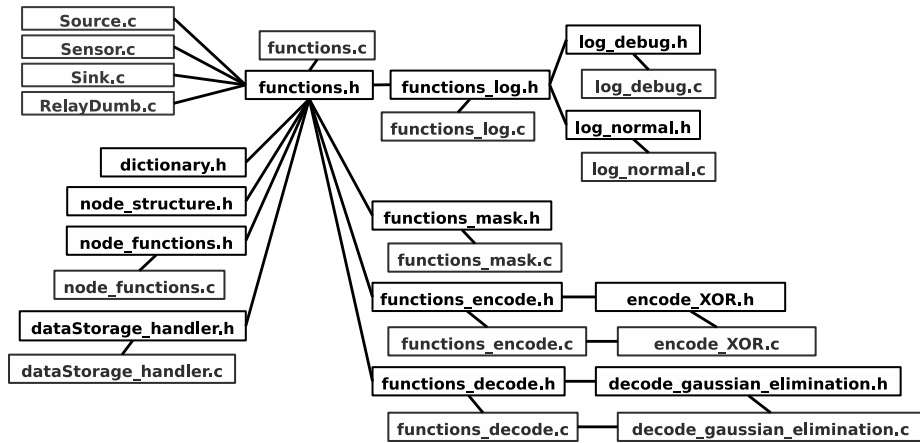 Source.c
Sensor.c
Sink.c
RelayDumb.c
functions.c
functions.h
functions_log.h
functions_log.c
log_debug.h
log_debug.c
log_normal.h
log_normal.c
dictionary.h
node_structure.h
node_functions.h
node_functions.c
dataStorage_handler.h
dataStorage_handler.c
functions_mask.h
functions_mask.c
functions_encode.h
encode_XOR.h
functions_encode.c
encode_XOR.c
functions_decode.h
decode_gaussian_elimination.h
functions_decode.c
decode_gaussian_elimination.c